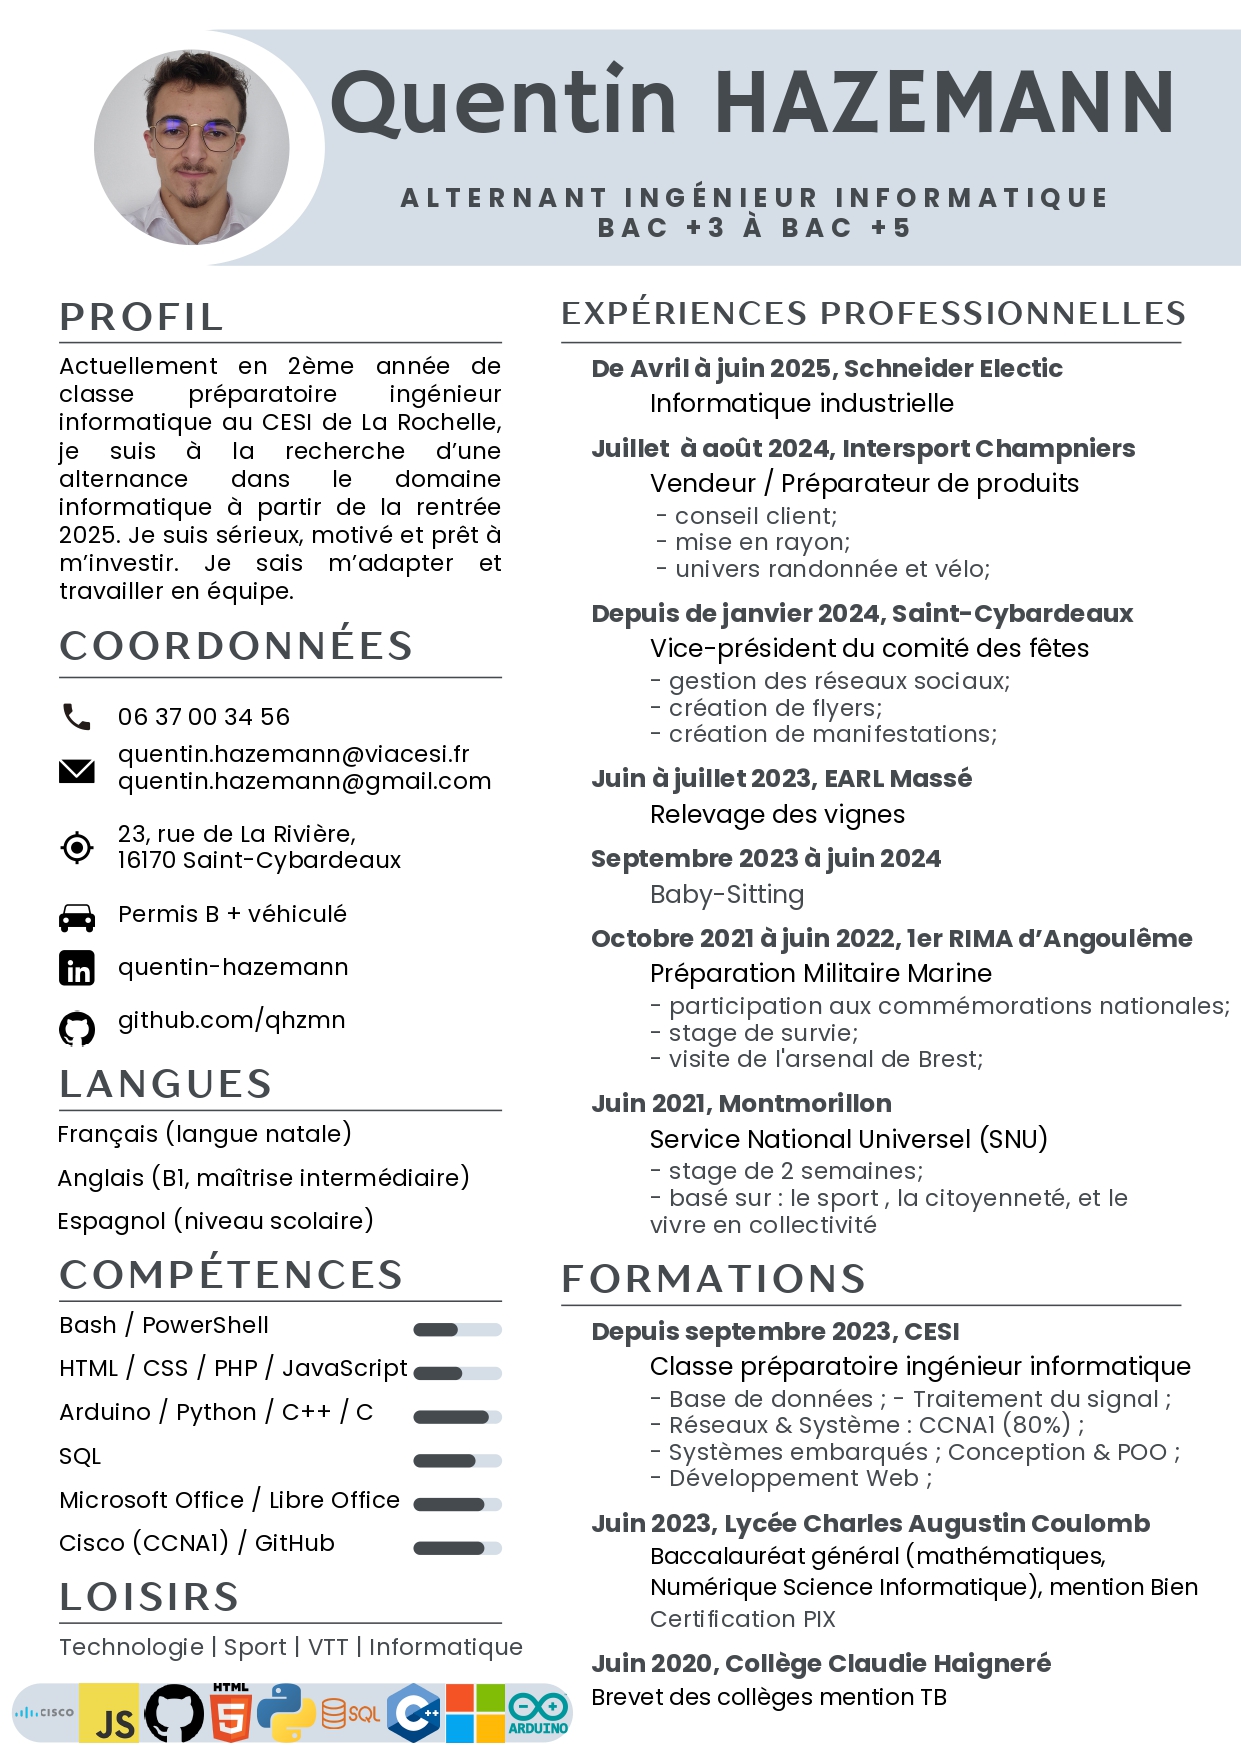 Quentin HAZEMANN
ALTERNANT INGÉNIEUR INFORMATIQUE
BAC +3 À BAC +5
PROFIL
Actuellement en 2ème année de
classe préparatoire ingénieur
informatique au CESI de La Rochelle,
je suis à la recherche d’une
alternance dans le domaine
informatique à partir de la rentrée
2025. Je suis sérieux, motivé et prêt à
m’investir. Je sais m’adapter et
travailler en équipe.
COORDONNÉES
06 37 00 34 56
quentin.hazemann@viacesi.fr
quentin.hazemann@gmail.com
23, rue de La Rivière,
16170 Saint-Cybardeaux
Permis B + véhiculé
in
quentin-hazemann
github.com/qhzmn
LANGUES
Français (langue natale)
Anglais (B1, maîtrise intermédiaire)
Espagnol (niveau scolaire)
COMPÉTENCES
Bash / PowerShell
HTML / CSS / PHP / JavaScript
Arduino / Python / C++ / C
SQL
Microsoft Office / Libre Office
Cisco (CCNA1) / GitHub
LOISIRS
Technologie | Sport | VTT | Informatique
CISCO
JS
HTML
5
SQL
C++
ARDUINO
EXPÉRIENCES PROFESSIONNELLES
De Avril à juin 2025, Schneider Electic
Informatique industrielle
Juillet à août 2024, Intersport Champniers
Vendeur / Préparateur de produits
- conseil client;
- mise en rayon;
- univers randonnée et vélo;
Depuis de janvier 2024, Saint-Cybardeaux
Vice-président du comité des fêtes
- gestion des réseaux sociaux;
- création de flyers;
- création de manifestations;
Juin à juillet 2023, EARL Massé
Relevage des vignes
Septembre 2023 à juin 2024
Baby-Sitting
Octobre 2021 à juin 2022, 1er RIMA d’Angoulême
Préparation Militaire Marine
- participation aux commémorations nationales;
- stage de survie;
- visite de l'arsenal de Brest;
Juin 2021, Montmorillon
Service National Universel (SNU)
- stage de 2 semaines;
- basé sur : le sport , la citoyenneté, et le
vivre en collectivité
FORMATIONS
Depuis septembre 2023, CESI
Classe préparatoire ingénieur informatique
- Base de données ; - Traitement du signal ;
- Réseaux & Système : CCNA1 (80%) ;
- Systèmes embarqués ; Conception & POO ;
- Développement Web ;
Juin 2023, Lycée Charles Augustin Coulomb
Baccalauréat général (mathématiques,
Numérique Science Informatique), mention Bien
Certification PIX
Juin 2020, Collège Claudie Haigneré
Brevet des collèges mention TB